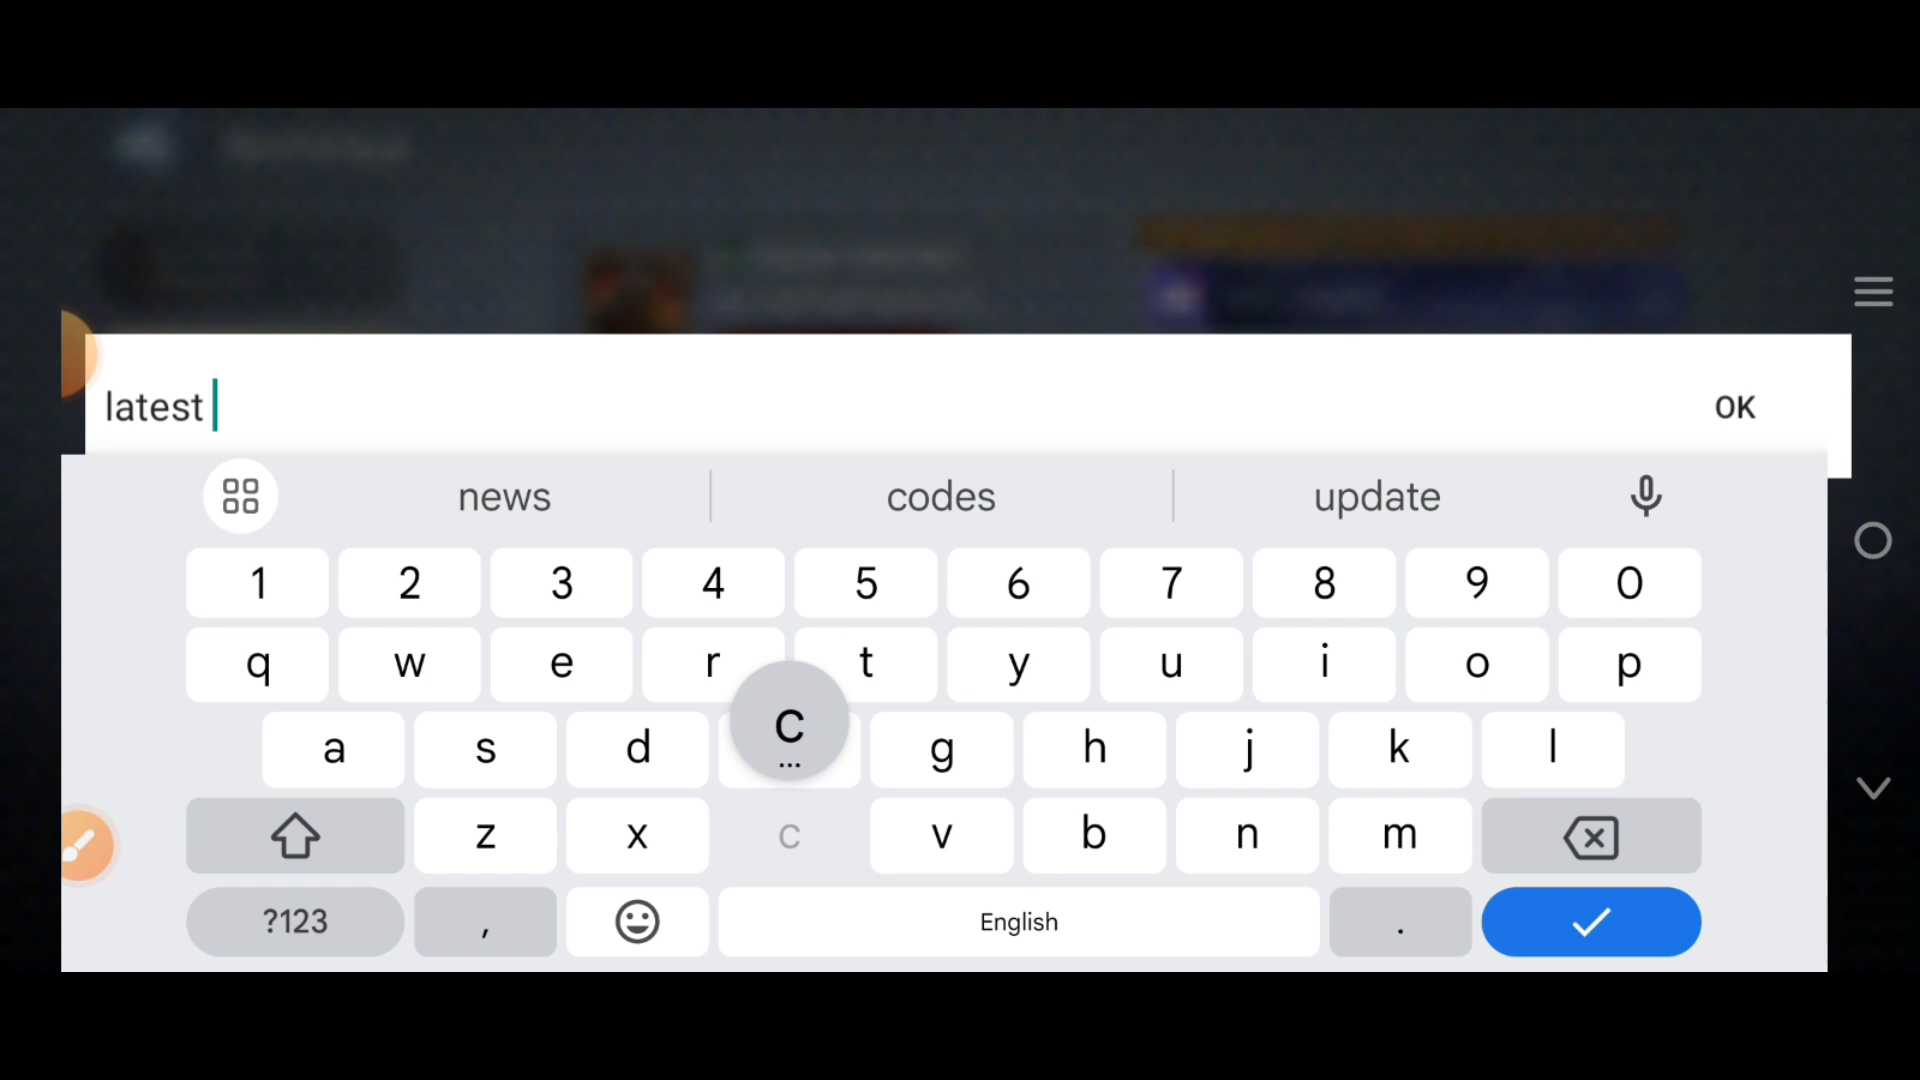 latest
OK
news codes update
1 2 3 4 5 6 7 8 9 0
q w e r t y u i o p
a s d c g h j k l
...
z x c v b n m
?123 , English .